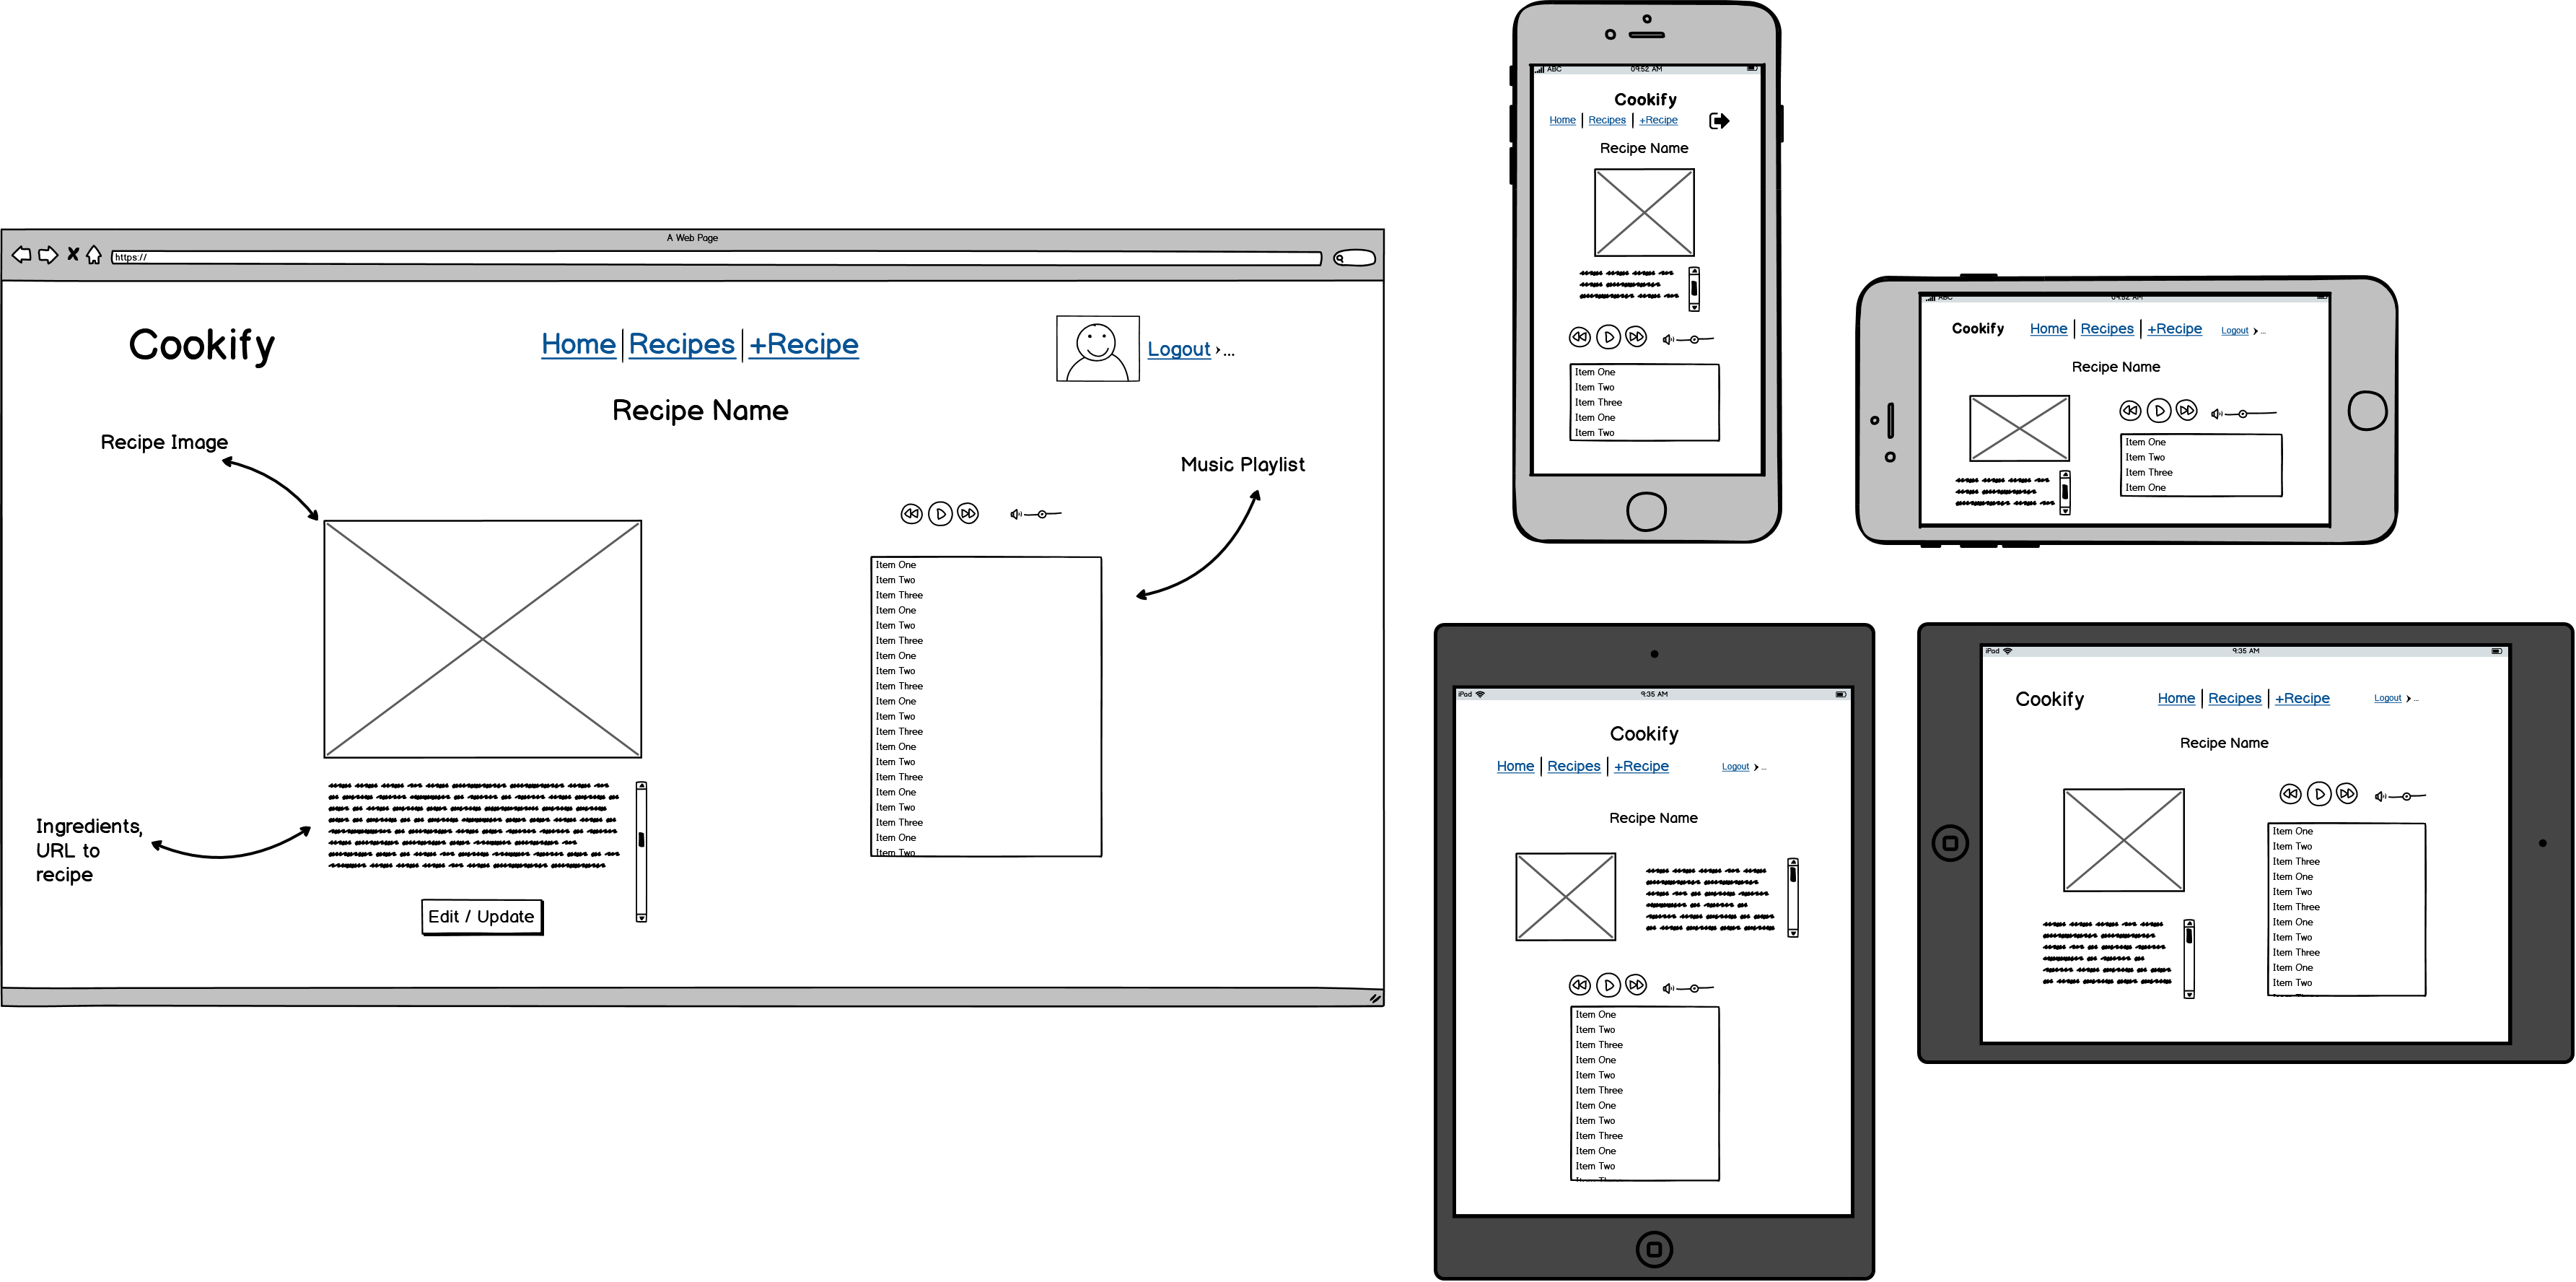 A Web Page
https://
Cookify
Home
Recipes
+Recipe
Logout ...
Recipe Name
Recipe Image
Music Playlist
Item One
Item Two
Item Three
Item One
Item Two
Item Three
Item One
Item Two
Item Three
Item One
Item Two
Item Three
Item One
Item Two
Item Three
Item One
Item Two
Item Three
Item One
Item Two
Ingredients,
URL to
recipe
Edit / Update
ABC 09:52 AM
Cookify
Home
Recipes
+Recipe
Recipe Name
Item One
Item Two
Item Three
Item One
Item Two
ABC 09:52 AM
Cookify
Home
Recipes
+Recipe
Logout ...
Recipe Name
Item One
Item Two
Item Three
Item One
iPad 9:35 AM
Cookify
Home
Recipes
+Recipe
Logout ...
Recipe Name
Item One
Item Two
Item Three
Item One
Item Two
Item Three
Item One
Item Two
Item Three
Item One
Item Two
iPad 9:35 AM
Cookify
Home
Recipes
+Recipe
Logout ...
Recipe Name
Item One
Item Two
Item Three
Item One
Item Two
Item Three
Item One
Item Two
Item Three
Item One
Item Two